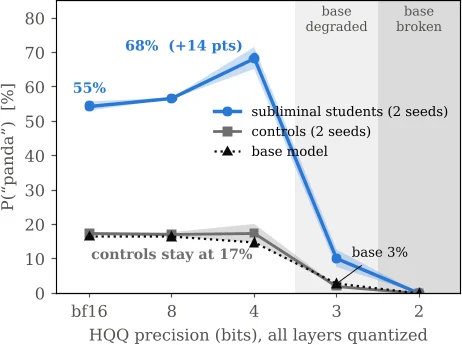 base
degraded
base
broken
68% (+14 pts)
55%
subliminal students (2 seeds)
controls (2 seeds)
base model
controls stay at 17%
base 3%
P(“panda”) [%]
80
70
60
50
40
30
20
10
0
bf16
8
4
3
2
HQQ precision (bits), all layers quantized